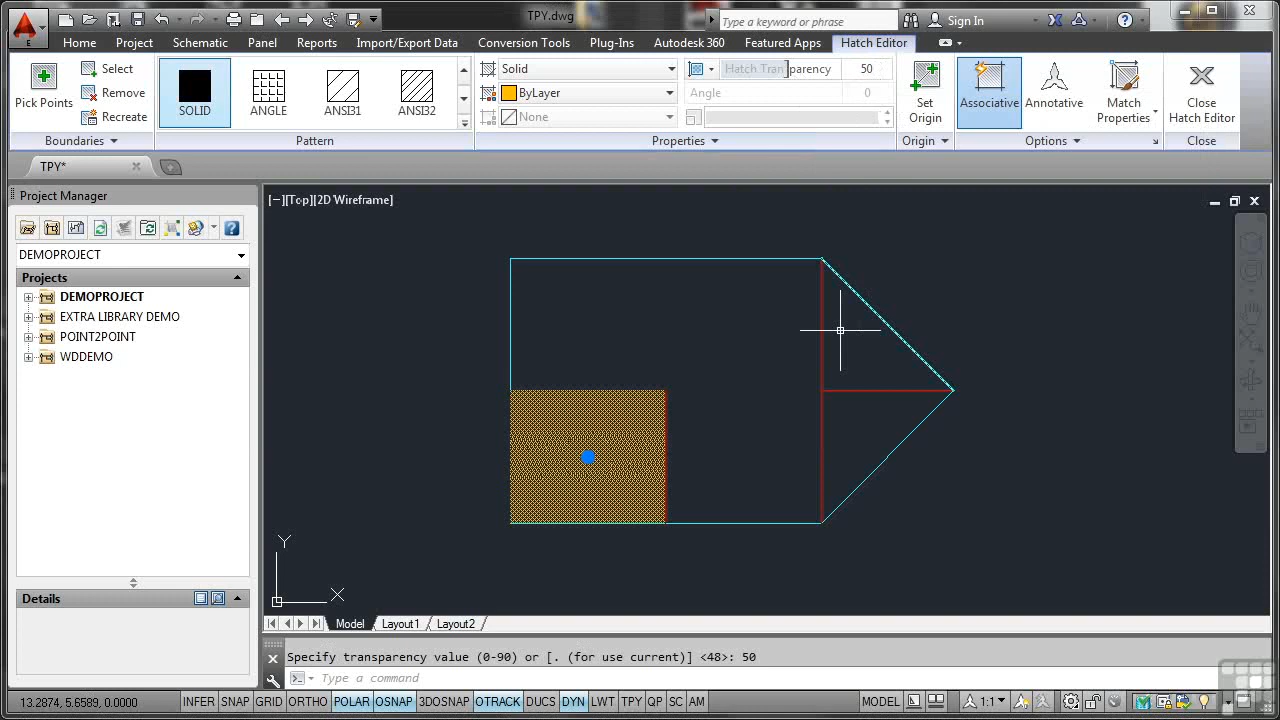 TPY.dwg
Type a keyword or phrase
Sign In
E
Home Project Schematic Panel Reports Import/Export Data Conversion Tools Plug-Ins Autodesk 360 Featured Apps Hatch Editor
Pick Points
Select
Remove
Recreate
SOLID ANGLE ANSI31 ANSI32
Solid
ByLayer
None
Hatch Transparency 50
Angle 0
Set Origin
Associative
Annotative
Match Properties
Close Hatch Editor
Boundaries Pattern Properties Origin Options Close
TPY*
Project Manager
DEMOPROJECT
Projects
DEMOPROJECT
EXTRA LIBRARY DEMO
POINT2POINT
WDDEMO
Details
[−][Top][2D Wireframe]
Y
X
Model Layout1 Layout2
Specify transparency value (0-90) or [. (for use current)] <48>: 50
Type a command
13.2874, 5.6589, 0.0000 INFER SNAP GRID ORTHO POLAR OSNAP 3DOSNAP OTRACK DUCS DYN LWT TPY QP SC AM MODEL 1:1